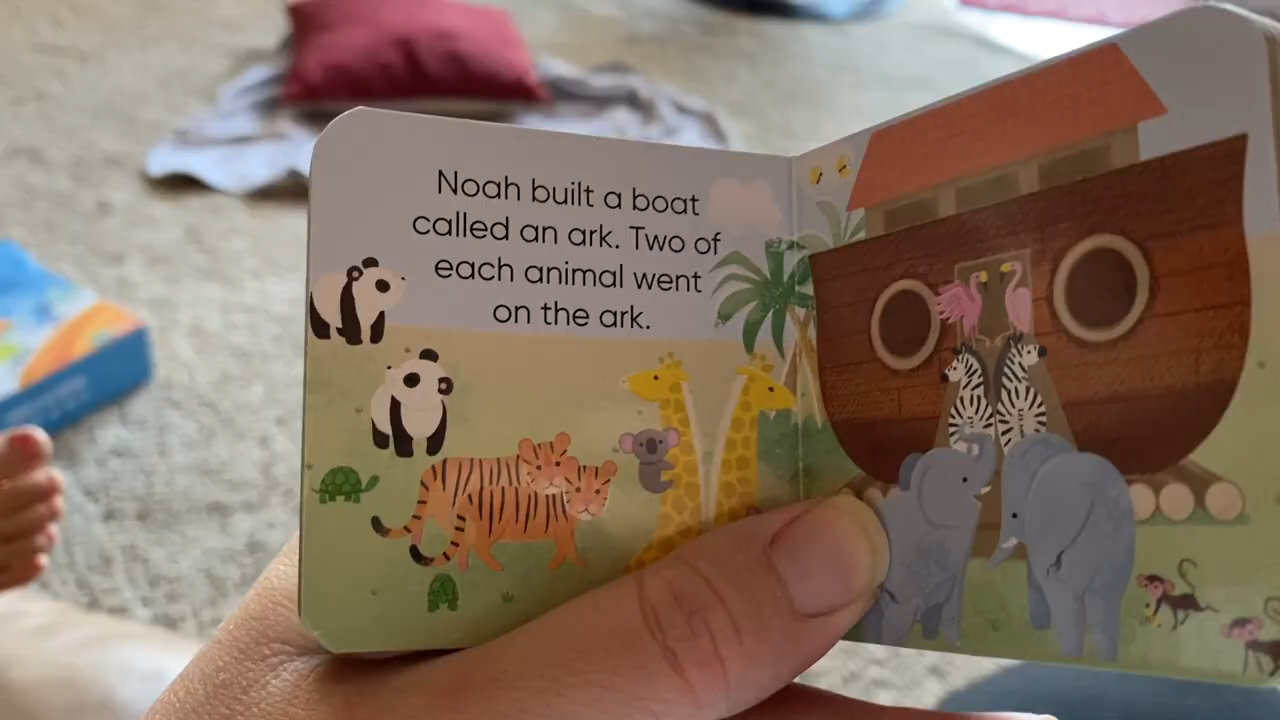 Noah built a boat
called an ark. Two of
each animal went
on the ark.